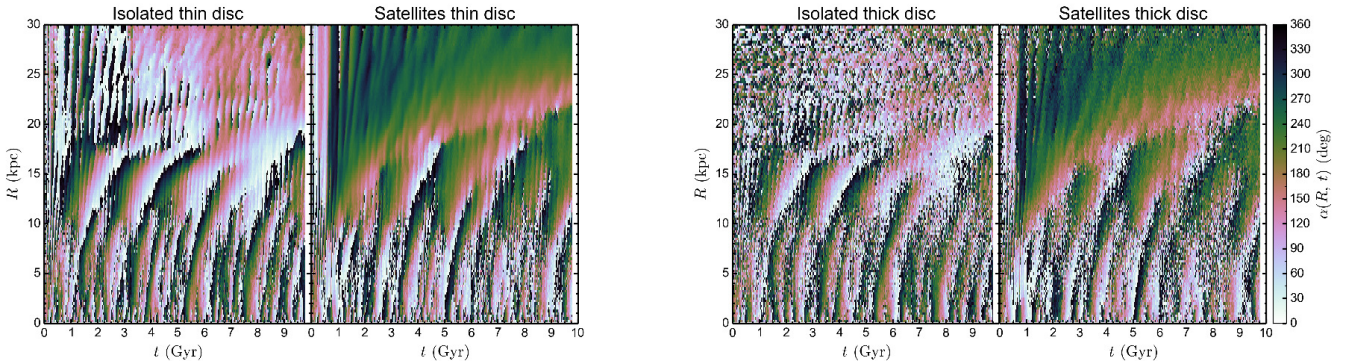 Isolated thin disc
Satellites thin disc
Isolated thick disc
Satellites thick disc
R (kpc)
30
25
20
15
10
5
0
0 1 2 3 4 5 6 7 8 9
0 1 2 3 4 5 6 7 8 9 10
t (Gyr)
t (Gyr)
R (kpc)
30
25
20
15
10
5
0
0 1 2 3 4 5 6 7 8 9
0 1 2 3 4 5 6 7 8 9 10
t (Gyr)
t (Gyr)
360
330
300
270
240
210
180
150
120
90
60
30
0
α(R, t) (deg)